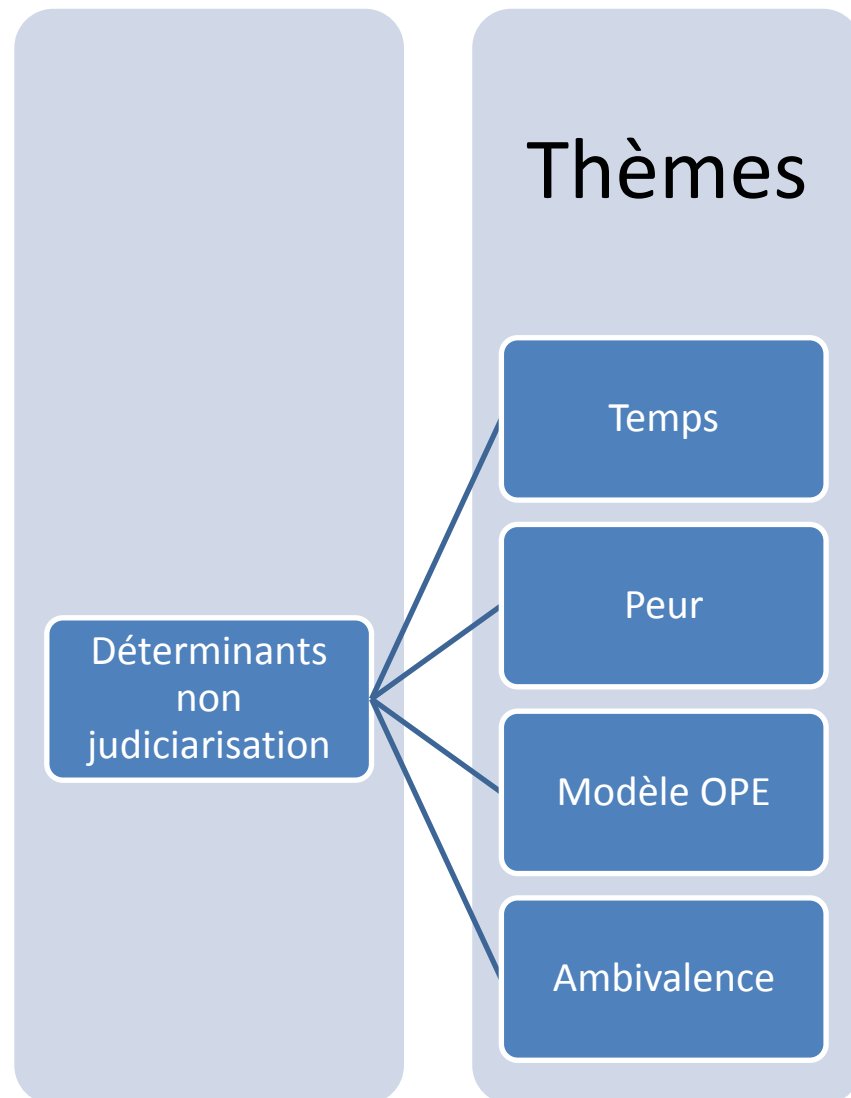 Thèmes
Temps
Peur
Déterminants
non
judiciarisation
Modèle OPE
Ambivalence